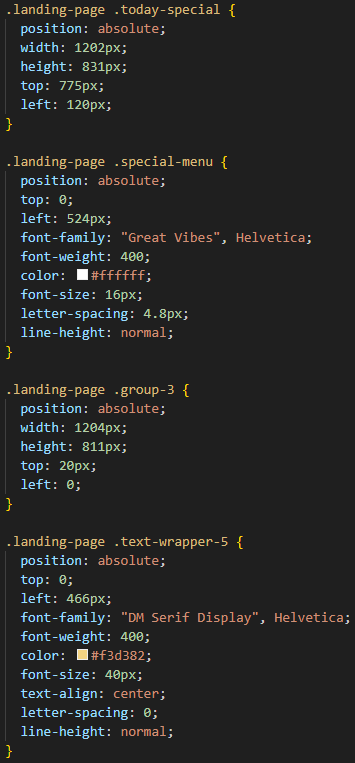 .landing-page .today-special {
position: absolute;
width: 1202px;
height: 831px;
top: 775px;
left: 120px;
}
.landing-page .special-menu {
position: absolute;
top: 0;
left: 524px;
font-family: "Great Vibes", Helvetica;
font-weight: 400;
color: #ffffff;
font-size: 16px;
letter-spacing: 4.8px;
line-height: normal;
}
.landing-page .group-3 {
position: absolute;
width: 1204px;
height: 811px;
top: 20px;
left: 0;
}
.landing-page .text-wrapper-5 {
position: absolute;
top: 0;
left: 466px;
font-family: "DM Serif Display", Helvetica;
font-weight: 400;
color: #f3d382;
font-size: 40px;
text-align: center;
letter-spacing: 0;
line-height: normal;
}